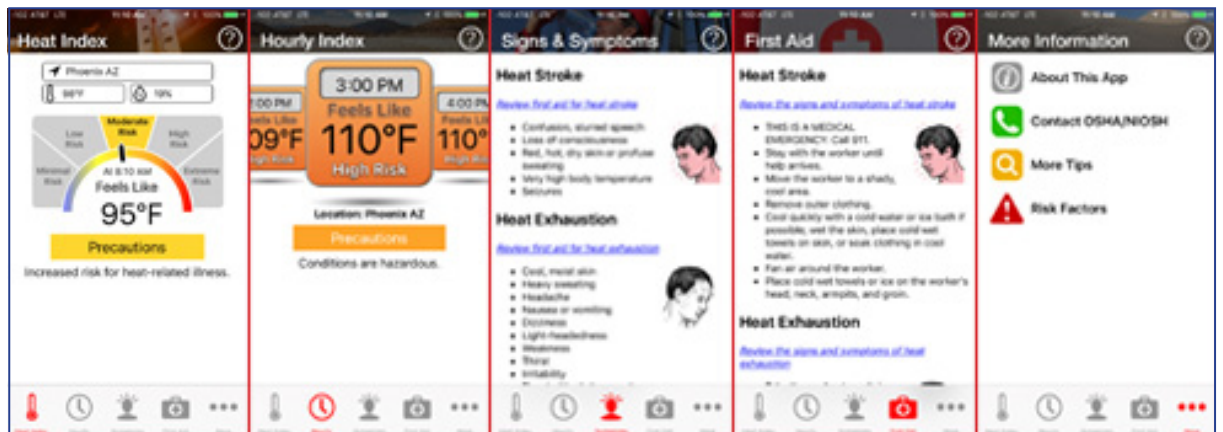 Heat Index
Phoenix AZ
98°F
19%
Minimal Risk
Low Risk
Moderate Risk
High Risk
Extreme Risk
Feels Like
95°F
Precautions
Increased risk for heat-related illness.
Hourly Index
3:00 PM
Feels Like
110°F
High Risk
4:00 PM
110°
Location: Phoenix AZ
Precautions
Conditions are hazardous.
Signs & Symptoms
Heat Stroke
Review first aid for heat stroke
Confusion, slurred speech
Loss of consciousness
Red, hot, dry skin or profuse
sweating
Very high body temperature
Seizures
Heat Exhaustion
Review first aid for heat exhaustion
Cool, moist skin
Heavy sweating
Headache
Nausea or vomiting
Dizziness
Light-headedness
Weakness
Thirst
Irritability
First Aid
Heat Stroke
Review the signs and symptoms of heat stroke
THIS IS A MEDICAL
EMERGENCY: Call 911.
Stay with the worker until
help arrives.
Move the worker to a shady,
cool area.
Remove outer clothing.
Cool quickly with a cold water or ice bath if
possible; wet the skin, place cold wet
towels on skin, or soak clothing in cool
water.
Fan air around the worker.
Place cold wet towels or ice on the worker's
head, neck, armpits, and groin.
Heat Exhaustion
Review the signs and symptoms of heat
exhaustion
More Information
About This App
Contact OSHA/NIOSH
More Tips
Risk Factors